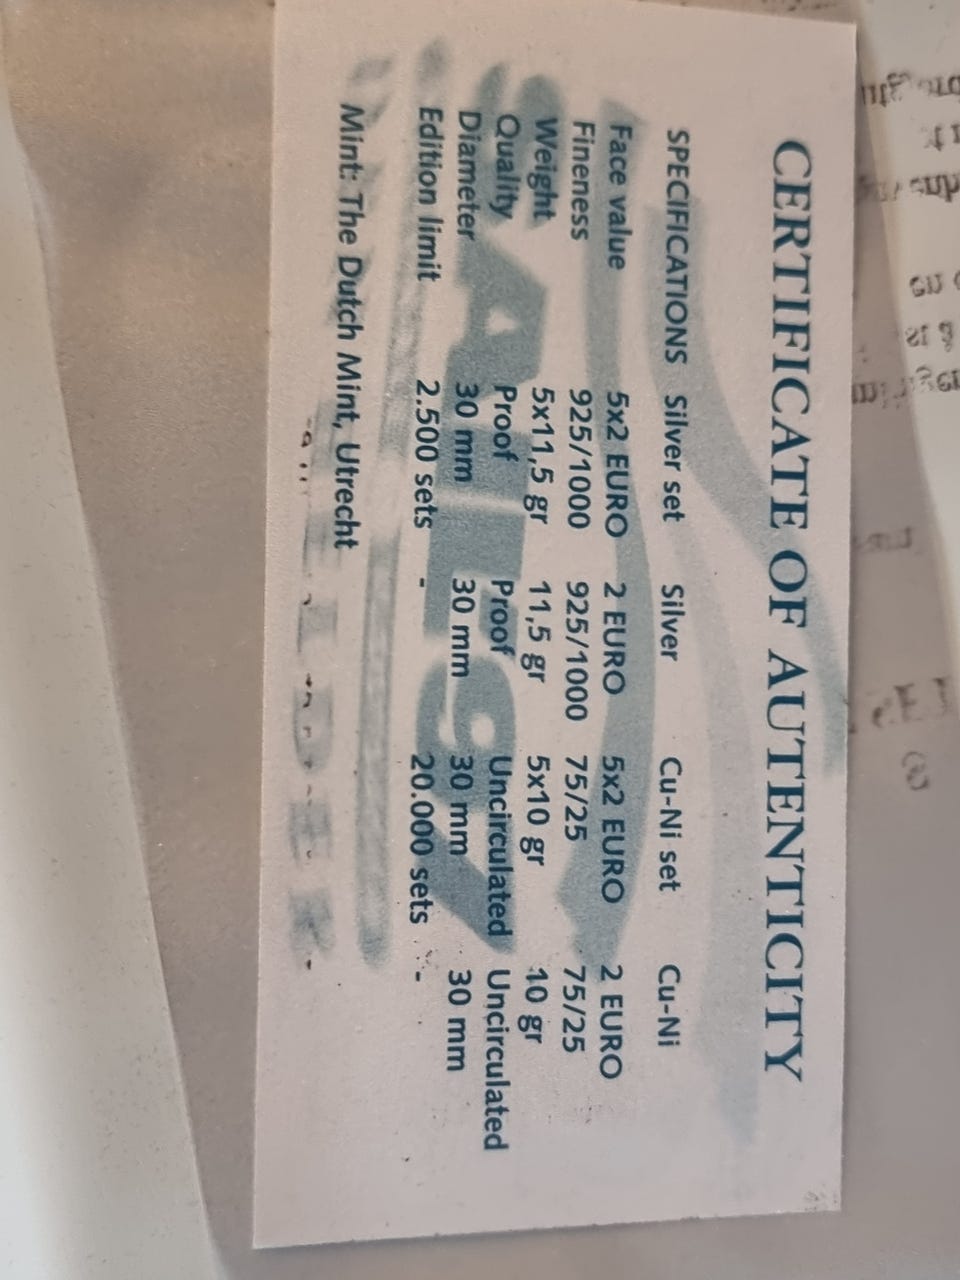 CERTIFICATE OF AUTENTICITY
SPECIFICATIONS Silver set Silver Cu-Ni set Cu-Ni
Face value 5x2 EURO 2 EURO 5x2 EURO 2 EURO
Fineness 925/1000 925/1000 75/25 75/25
Weight 5x11,5 gr 11,5 gr 5x10 gr 10 gr
Quality Proof Proof Uncirculated Uncirculated
Diameter 30 mm 30 mm 30 mm 30 mm
Edition limit 2.500 sets - 20.000 sets -
Mint: The Dutch Mint, Utrecht